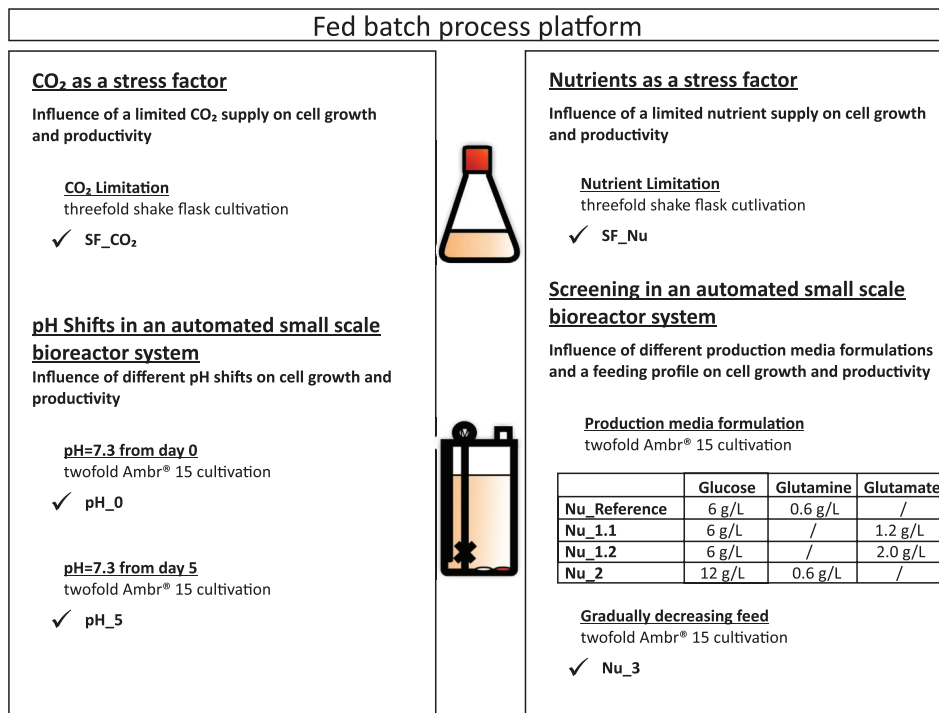 Fed batch process platform
CO₂ as a stress factor
Influence of a limited CO₂ supply on cell growth
and productivity
CO₂ Limitation
threefold shake flask cultivation
✓ SF_CO₂
pH Shifts in an automated small scale
bioreactor system
Influence of different pH shifts on cell growth and
productivity
pH=7.3 from day 0
twofold Ambr® 15 cultivation
✓ pH_0
pH=7.3 from day 5
twofold Ambr® 15 cultivation
✓ pH_5
M
Nutrients as a stress factor
Influence of a limited nutrient supply on cell growth
and productivity
Nutrient Limitation
threefold shake flask cutlivation
✓ SF_Nu
Screening in an automated small scale
bioreactor system
Influence of different production media formulations
and a feeding profile on cell growth and productivity
Production media formulation
twofold Ambr® 15 cultivation
Glucose Glutamine Glutamate
Nu_Reference 6 g/L 0.6 g/L /
Nu_1.1 6 g/L / 1.2 g/L
Nu_1.2 6 g/L / 2.0 g/L
Nu_2 12 g/L 0.6 g/L /
Gradually decreasing feed
twofold Ambr® 15 cultivation
✓ Nu_3